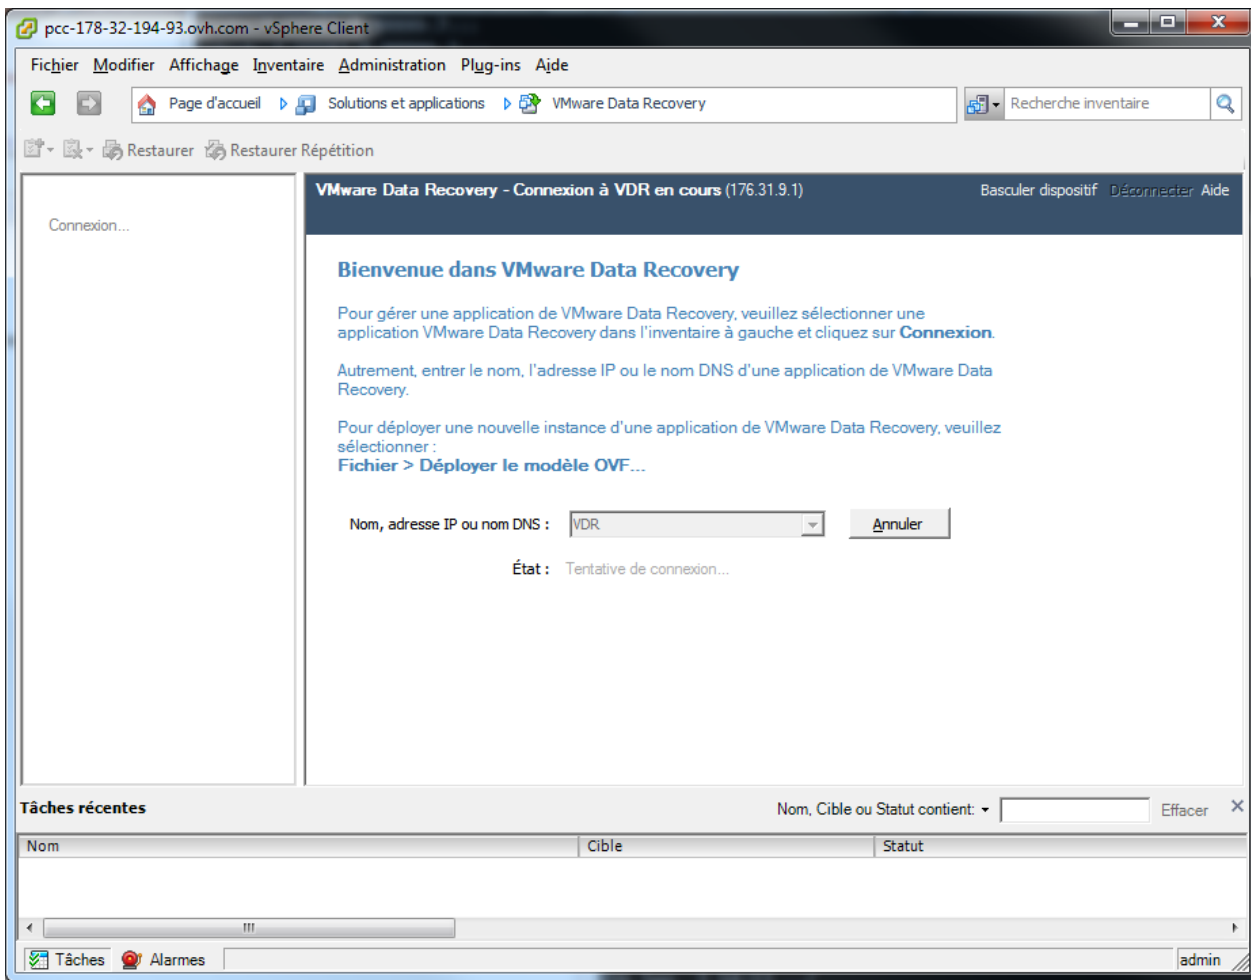 pcc-178-32-194-93.ovh.com - vSphere Client
Fichier Modifier Affichage Inventaire Administration Plug-ins Aide
Page d'accueil Solutions et applications VMware Data Recovery Recherche inventaire
Restaurer Restaurer Répétition
VMware Data Recovery - Connexion à VDR en cours (176.31.9.1) Basculer dispositif Déconnecter Aide
Connexion...
Bienvenue dans VMware Data Recovery
Pour gérer une application de VMware Data Recovery, veuillez sélectionner une
application VMware Data Recovery dans l'inventaire à gauche et cliquez sur Connexion.
Autrement, entrer le nom, l'adresse IP ou le nom DNS d'une application de VMware Data
Recovery.
Pour déployer une nouvelle instance d'une application de VMware Data Recovery, veuillez
sélectionner :
Fichier > Déployer le modèle OVF...
Nom, adresse IP ou nom DNS : VDR Annuler
État : Tentative de connexion...
Tâches récentes Nom, Cible ou Statut contient: Effacer
Nom Cible Statut
Tâches Alarmes admin